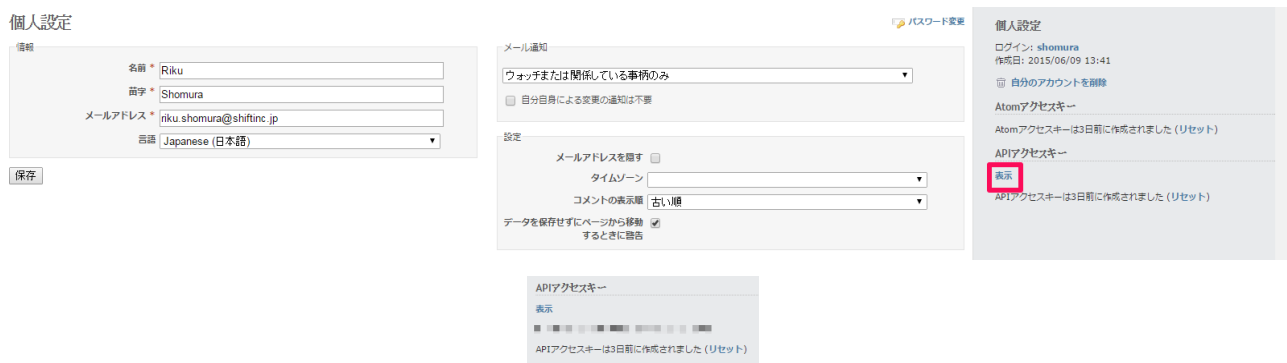 個人設定
パスワード変更
情報
名前 * Riku
苗字 * Shomura
メールアドレス * riku.shomura@shiftinc.jp
言語 Japanese (日本語)
保存
メール通知
ウォッチまたは関係している事柄のみ
自分自身による変更の通知は不要
設定
メールアドレスを隠す
タイムゾーン
コメントの表示順 古い順
データを保存せずにページから移動
するときに警告
個人設定
ログイン: shomura
作成日: 2015/06/09 13:41
自分のアカウントを削除
Atomアクセスキー
Atomアクセスキーは3日前に作成されました (リセット)
APIアクセスキー
表示
APIアクセスキーは3日前に作成されました (リセット)
APIアクセスキー
表示
APIアクセスキーは3日前に作成されました (リセット)